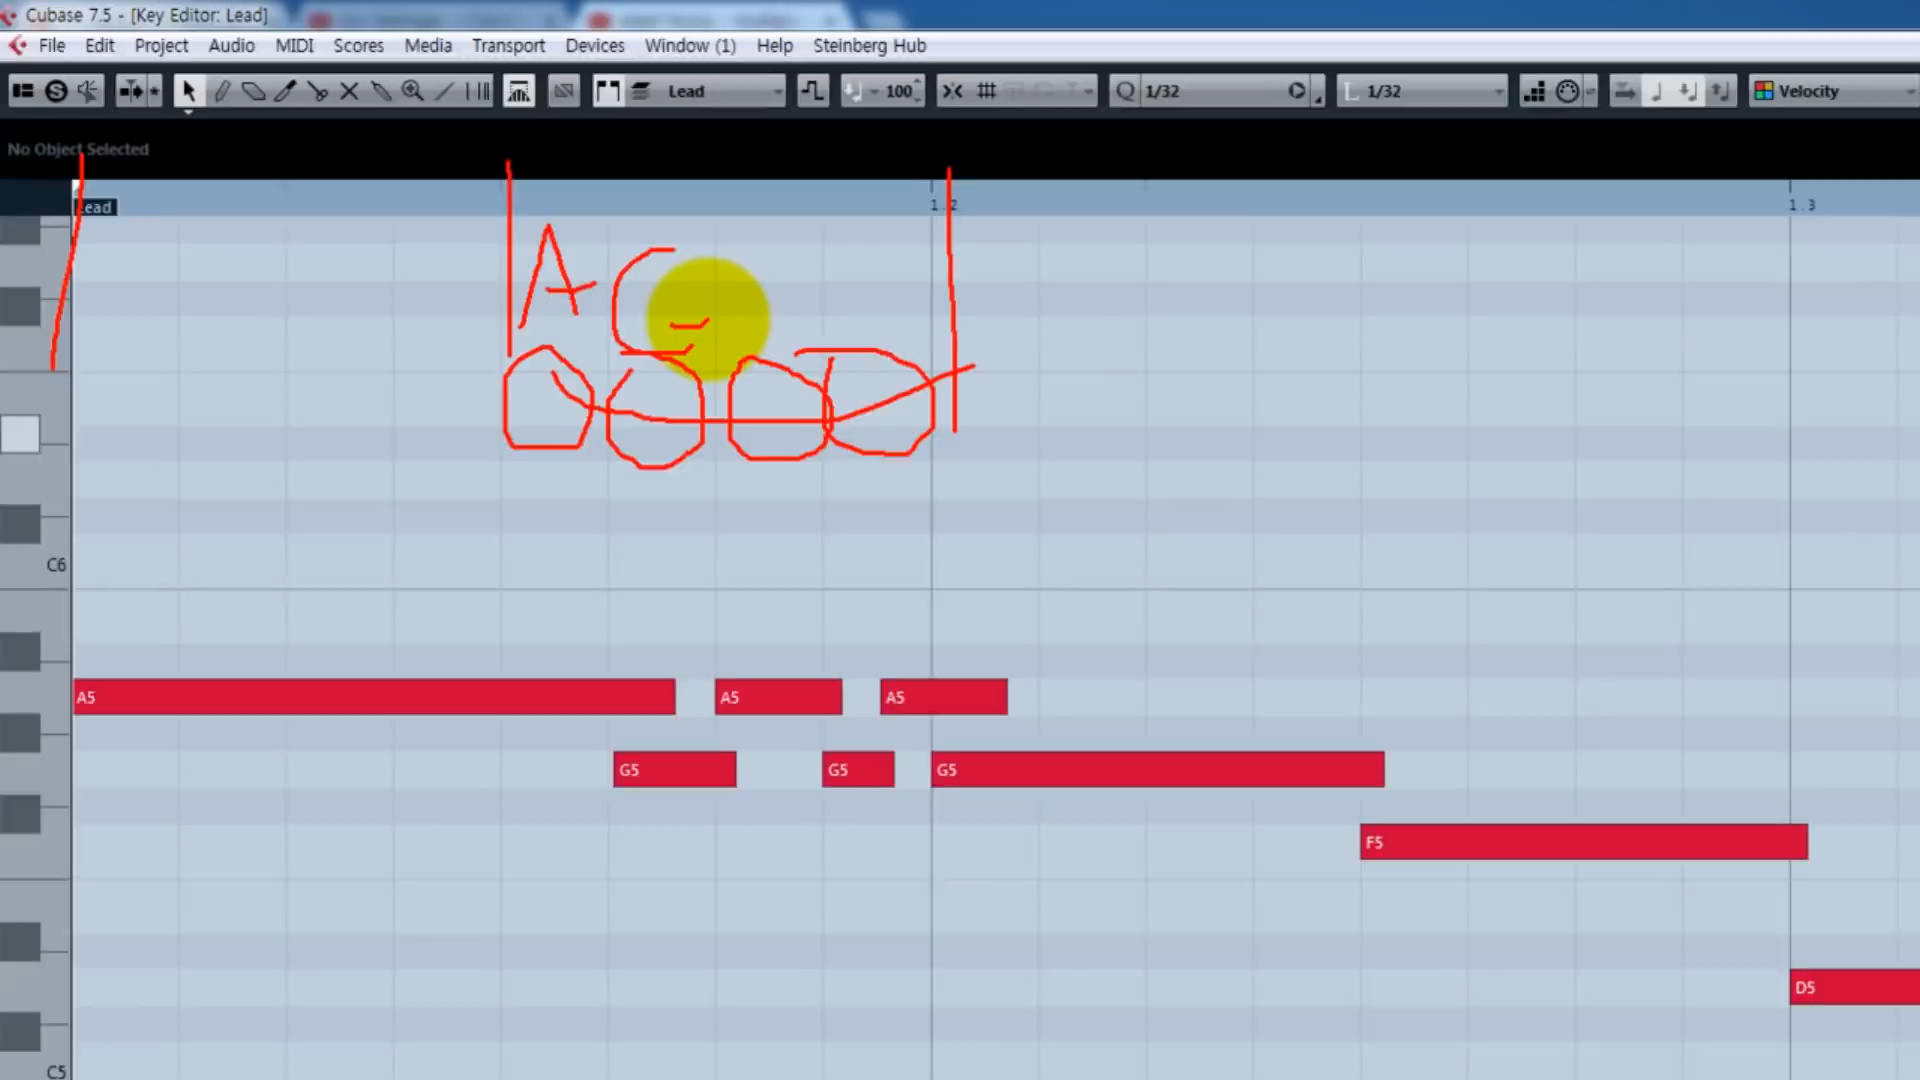 Cubase 7.5 - [Key Editor: Lead]
File Edit Project Audio MIDI Scores Media Transport Devices Window (1) Help Steinberg Hub
Lead 100 Q 1/32 L 1/32 Velocity
No Object Selected
Lead
1. 2
1. 3
A
C6
A5 A5 A5
G5 G5 G5
F5
D5
C5